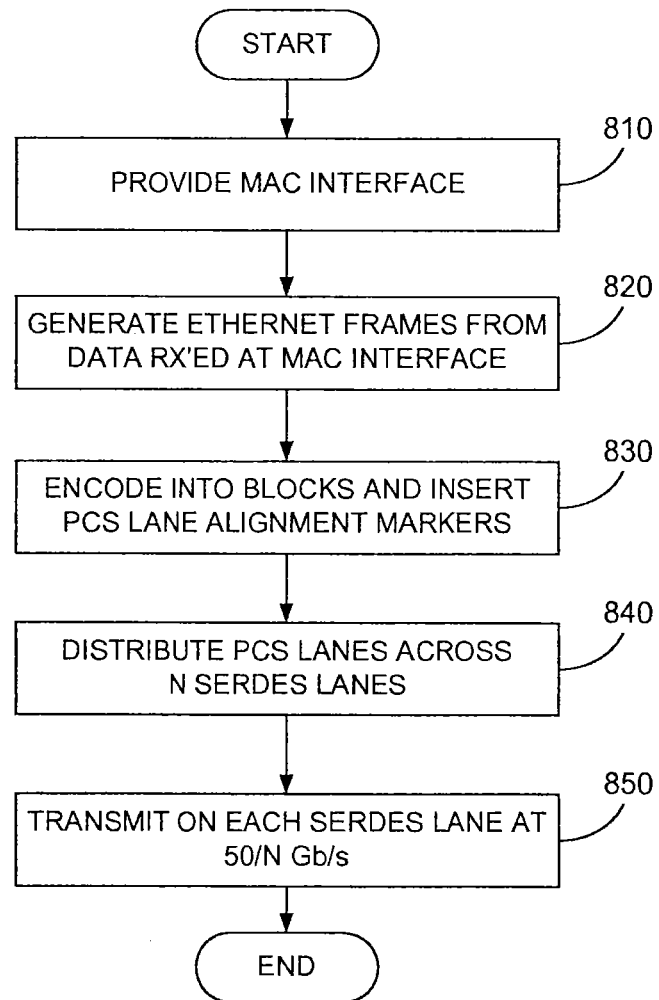 START
810
PROVIDE MAC INTERFACE
820
GENERATE ETHERNET FRAMES FROM
DATA RX'ED AT MAC INTERFACE
830
ENCODE INTO BLOCKS AND INSERT
PCS LANE ALIGNMENT MARKERS
840
DISTRIBUTE PCS LANES ACROSS
N SERDES LANES
850
TRANSMIT ON EACH SERDES LANE AT
50/N Gb/s
END